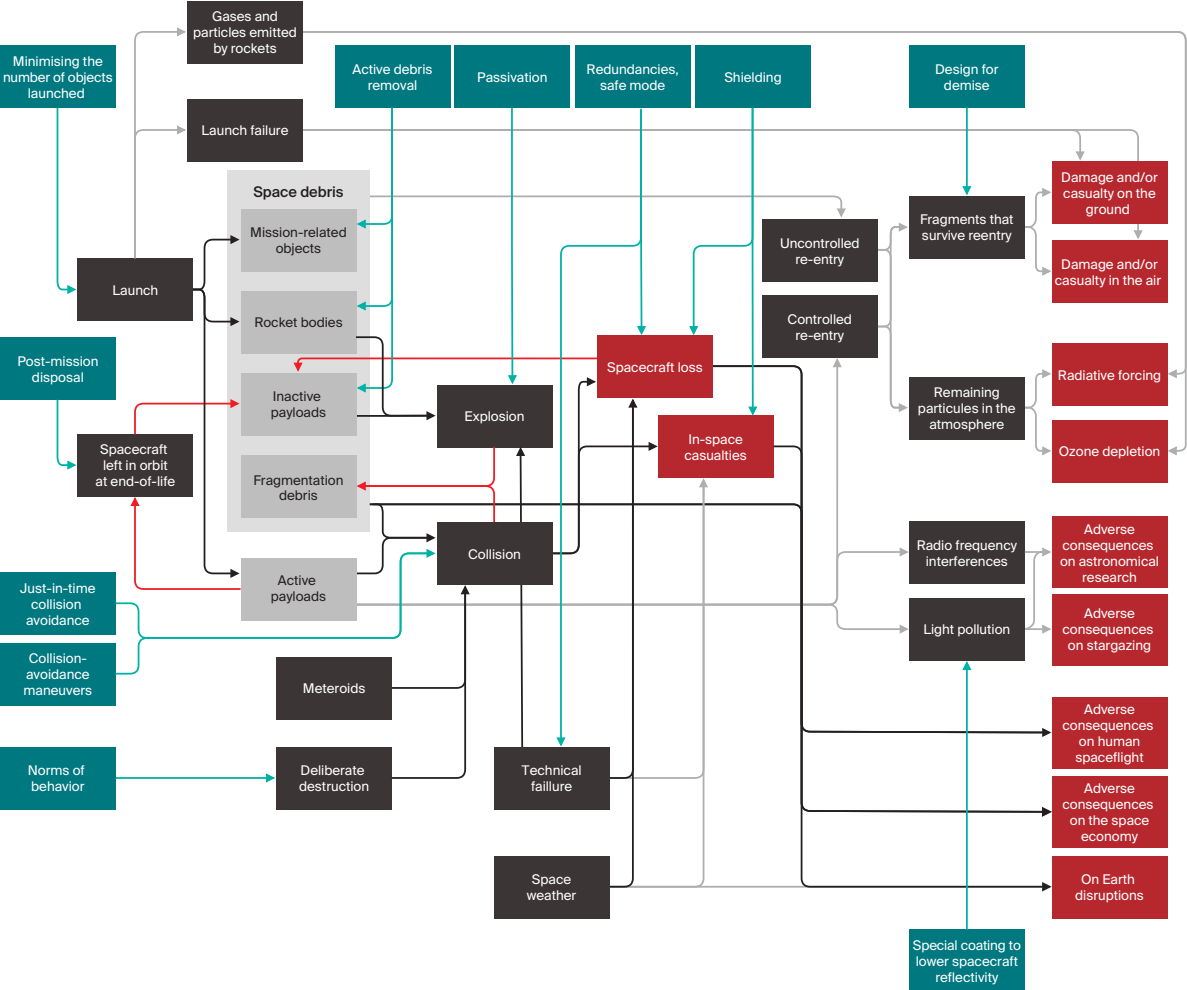 Gases and
particles emitted
by rockets
Minimising the
number of objects
launched
Active debris
removal
Passivation
Redundancies,
safe mode
Shielding
Design for
demise
Launch failure
Space debris
Mission-related
objects
Damage and/or
casualty on the
ground
Fragments that
survive reentry
Uncontrolled
re-entry
Damage and/or
casualty in the air
Launch
Rocket bodies
Controlled
re-entry
Post-mission
disposal
Spacecraft loss
Radiative forcing
Inactive
payloads
Explosion
Remaining
particules in the
atmosphere
Spacecraft
left in orbit
at end-of-life
In-space
casualties
Ozone depletion
Fragmentation
debris
Collision
Radio frequency
interferences
Adverse
consequences
on astronomical
research
Active
payloads
Just-in-time
collision
avoidance
Light pollution
Adverse
consequences
on stargazing
Collision-
avoidance
maneuvers
Meteroids
Adverse
consequences
on human
spaceflight
Norms of
behavior
Deliberate
destruction
Technical
faillure
Adverse
consequences
on the space
economy
Space
weather
On Earth
disruptions
Special coating to
lower spacecraft
reflectivity